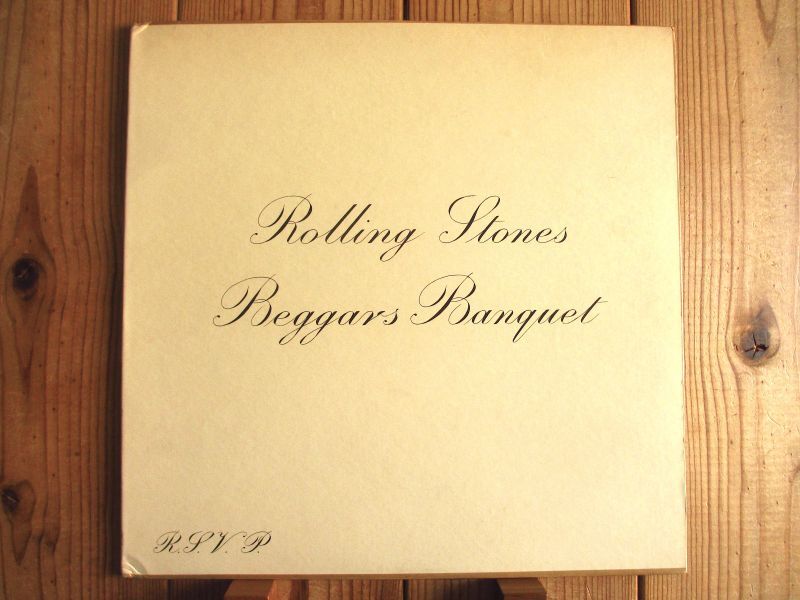 Rolling Stones
Beggars Banquet
R.S.V.P.